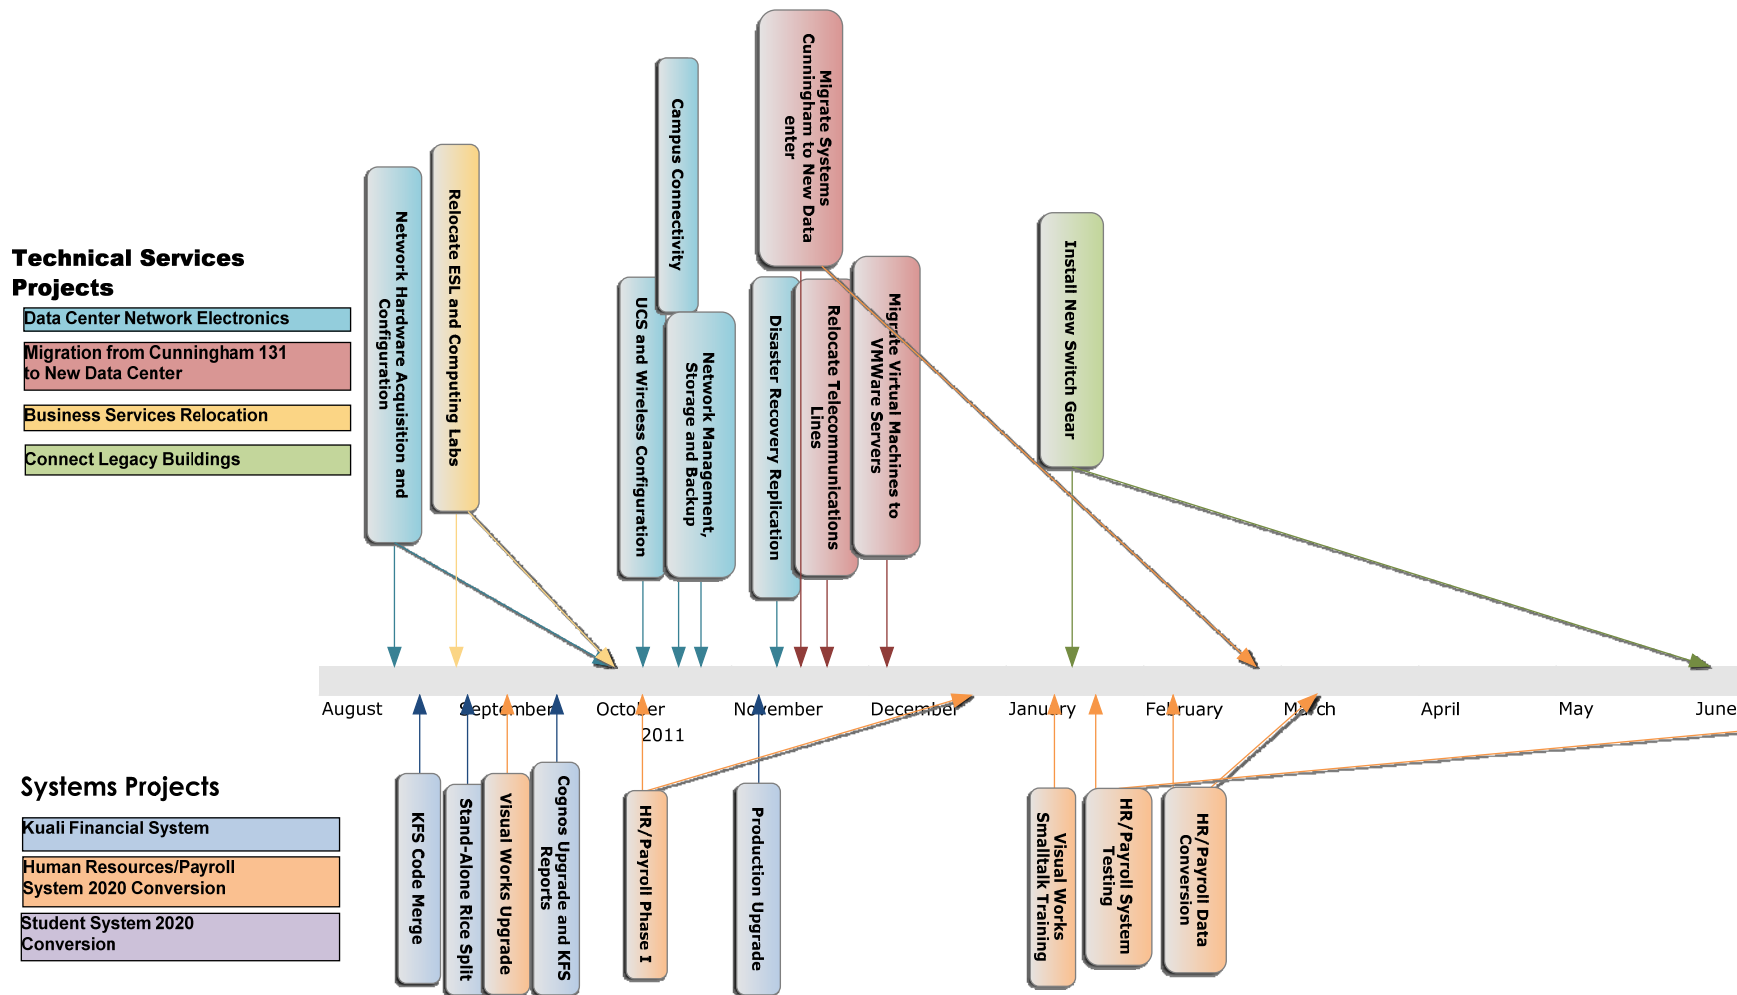 Migrate Systems
Cunningham to New Data
enter
Campus Connectivity
Relocate ESL and Computing Labs
Network Hardware Acquisition and
Configuration
Install New Switch Gear
Technical Services
Projects
Data Center Network Electronics
Migration from Cunningham 131
to New Data Center
Business Services Relocation
Connect Legacy Buildings
UCS and Wireless Configuration
Network Management,
Storage and Backup
Disaster Recovery Replication
Relocate Telecommunications
Lines
Migrate Virtual Machines to
VMWare Servers
August
September
October
November
December
January
February
March
April
May
June
2011
Systems Projects
Kuali Financial System
Human Resources/Payroll
System 2020 Conversion
Student System 2020
Conversion
KFS Code Merge
Stand-Alone Rice Split
Visual Works Upgrade
Cognos Upgrade and KFS
Reports
HR/Payroll Phase I
Production Upgrade
Visual Works
Smalltalk Training
HR/Payroll System
Testing
HR/Payroll Data
Conversion